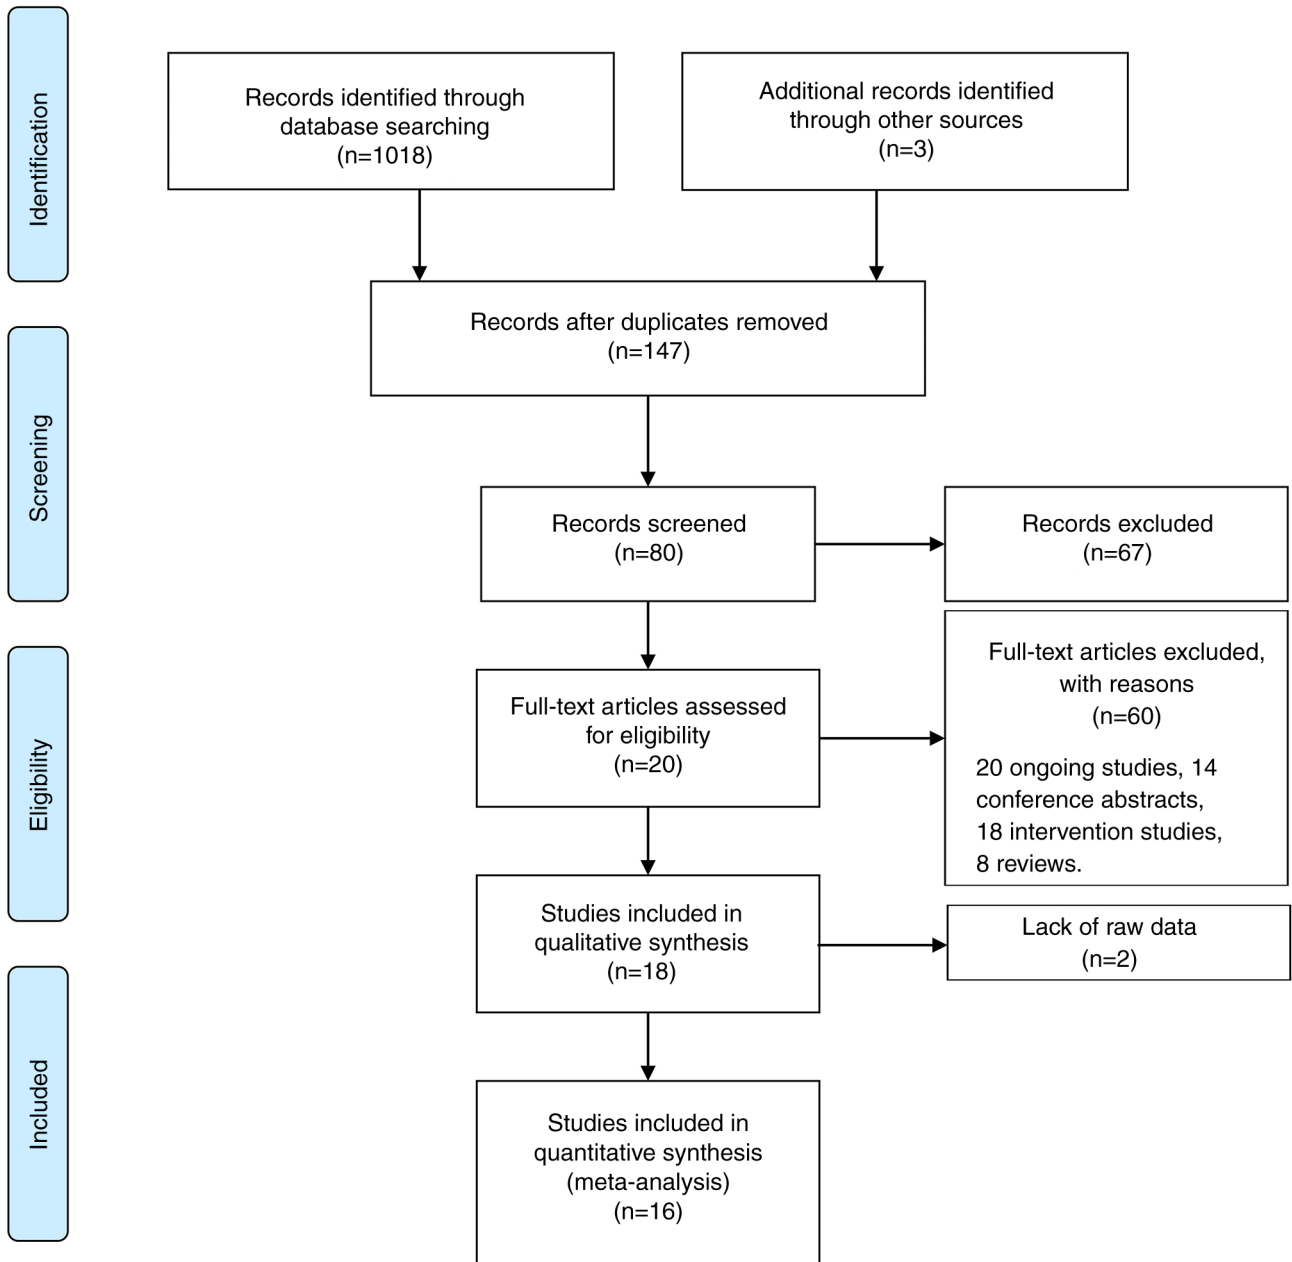 Identification
Records identified through
database searching
(n=1018)
Additional records identified
through other sources
(n=3)
Records after duplicates removed
(n=147)
Screening
Records screened
(n=80)
Records excluded
(n=67)
Eligibility
Full-text articles assessed
for eligibility
(n=20)
Full-text articles excluded,
with reasons
(n=60)
20 ongoing studies, 14
conference abstracts,
18 intervention studies,
8 reviews.
Studies included in
qualitative synthesis
(n=18)
Lack of raw data
(n=2)
Included
Studies included in
quantitative synthesis
(meta-analysis)
(n=16)